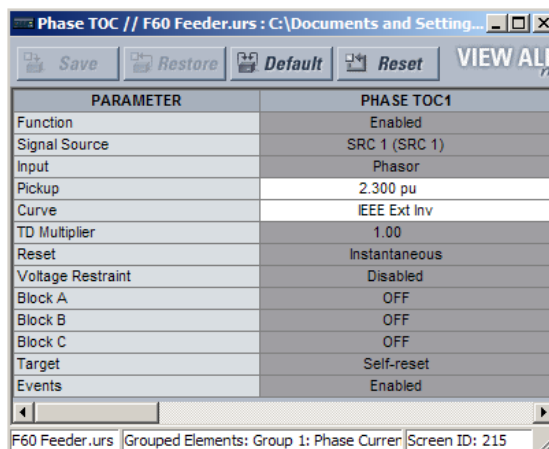 Phase TOC // F60 Feeder.urs : C:\Documents and Setting...
Save Restore Default Reset VIEW ALL
PARAMETER PHASE TOC1
Function Enabled
Signal Source SRC 1 (SRC 1)
Input Phasor
Pickup 2.300 pu
Curve IEEE Ext Inv
TD Multiplier 1.00
Reset Instantaneous
Voltage Restraint Disabled
Block A OFF
Block B OFF
Block C OFF
Target Self-reset
Events Enabled
F60 Feeder.urs Grouped Elements: Group 1: Phase Curren Screen ID: 215